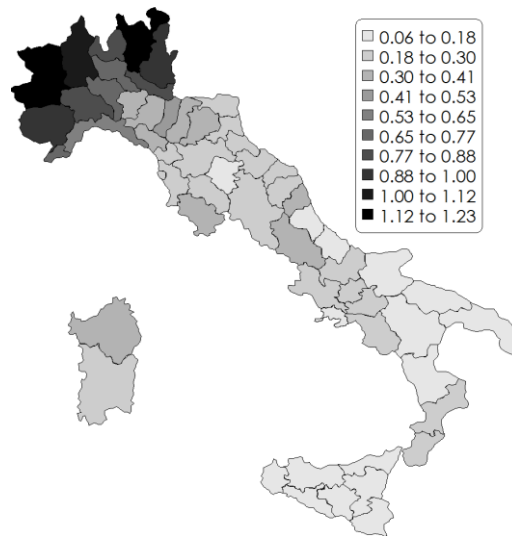 0.06 to 0.18
0.18 to 0.30
0.30 to 0.41
0.41 to 0.53
0.53 to 0.65
0.65 to 0.77
0.77 to 0.88
0.88 to 1.00
1.00 to 1.12
1.12 to 1.23